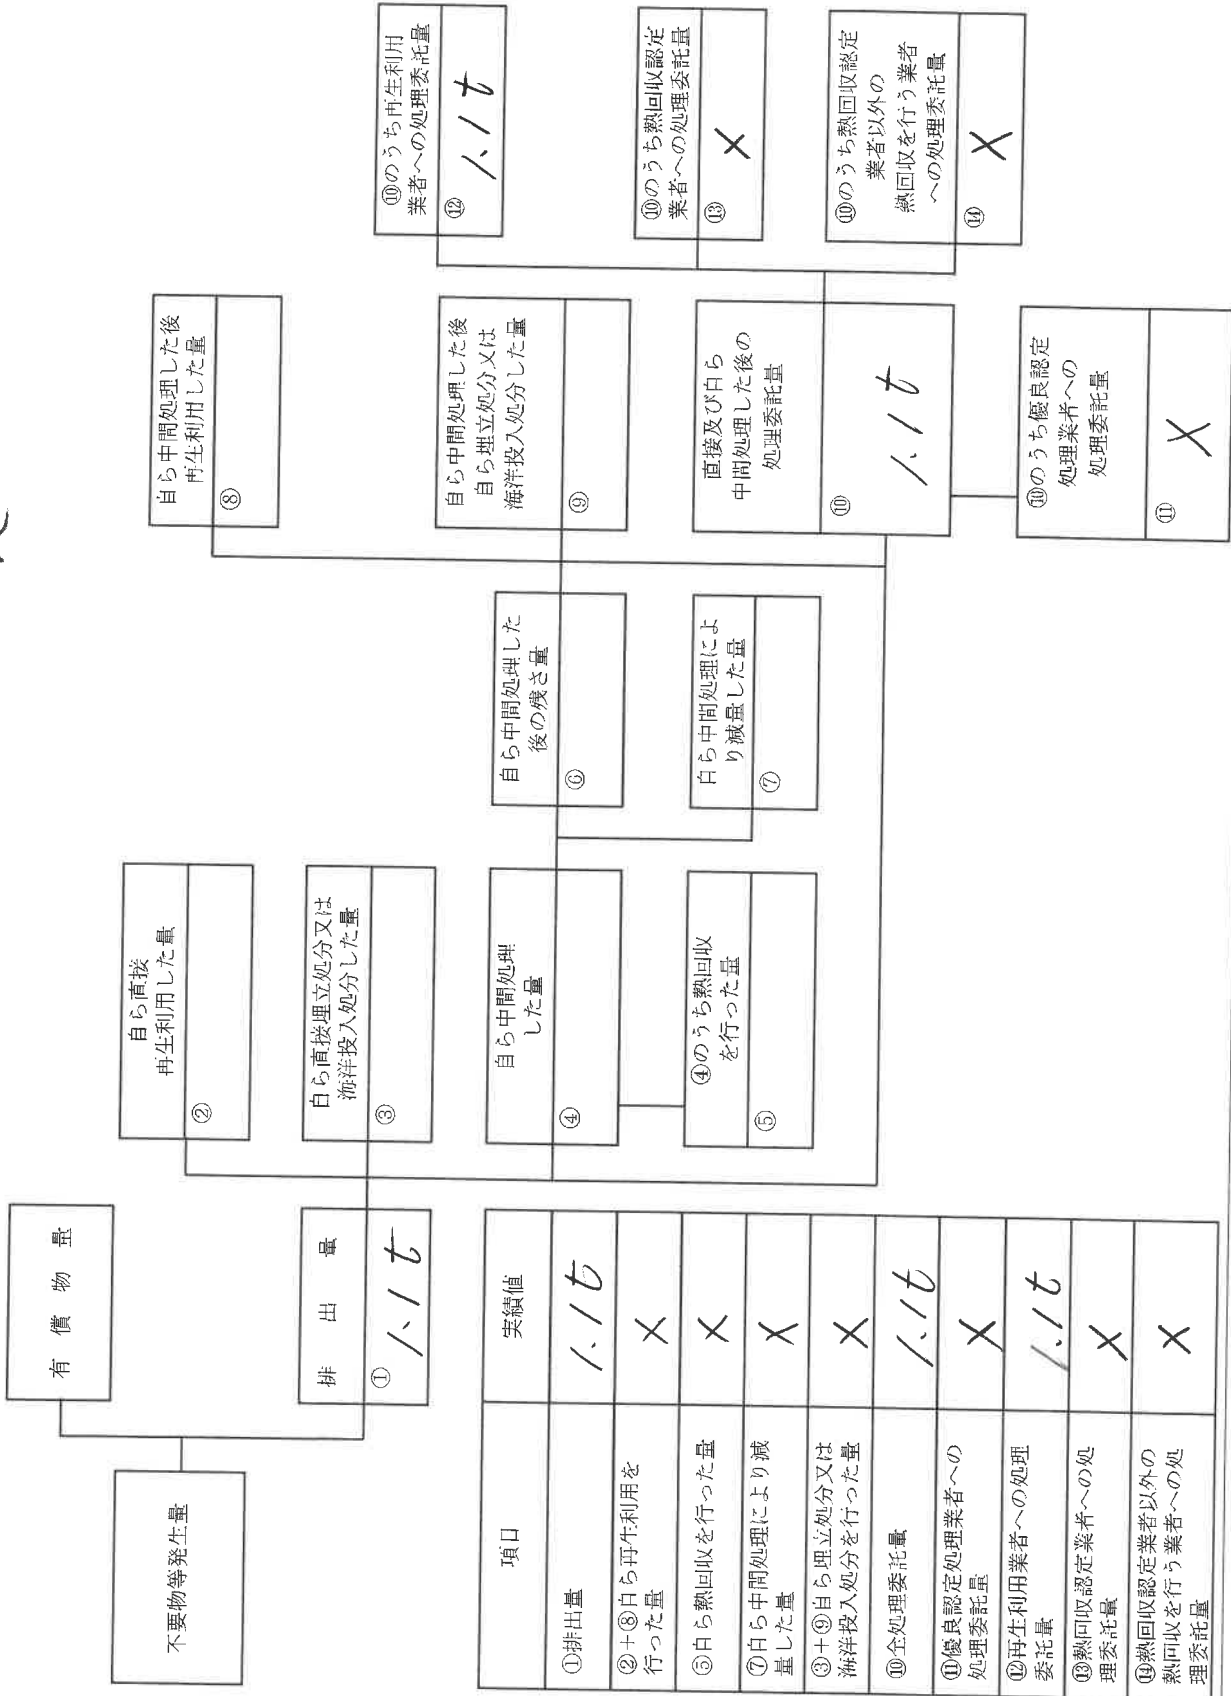 不要物等発生量
有償物量
排出量
①
1.1t
自ら直接
再生利用した量
②
自ら直接埋立処分又は
海洋投入処分した量
③
自ら中間処理
した量
④
④のうち熱回収
を行った量
⑤
自ら中間処理した
後の残さ量
⑥
自ら中間処理によ
り減量した量
⑦
自ら中間処理した後
再生利用した量
⑧
自ら中間処理した後
自ら埋立処分又は
海洋投入処分した量
⑨
直接及び自ら
中間処理した後の
処理委託量
⑩
1.1t
⑩のうち優良認定
処理業者への
処理委託量
⑪
X
⑩のうち再生利用
業者への処理委託量
⑫
1.1t
⑩のうち熱回収認定
業者への処理委託量
⑬
X
⑩のうち熱回収認定
業者以外の
熱回収を行う業者
への処理委託量
⑭
X
項目 実績値
①排出量 1.1t
②+⑧自ら再生利用を
行った量 X
⑤自ら熱回収を行った量 X
⑦自ら中間処理により減
量した量 X
③+⑨自ら埋立処分又は
海洋投入処分を行った量 X
⑩全処理委託量 1.1t
⑪優良認定処理業者への
処理委託量 X
⑫再生利用業者への処理
委託量 1.1t
⑬熱回収認定業者への処
理委託量 X
⑭熱回収認定業者以外の
熱回収を行う業者への処
理委託量 X